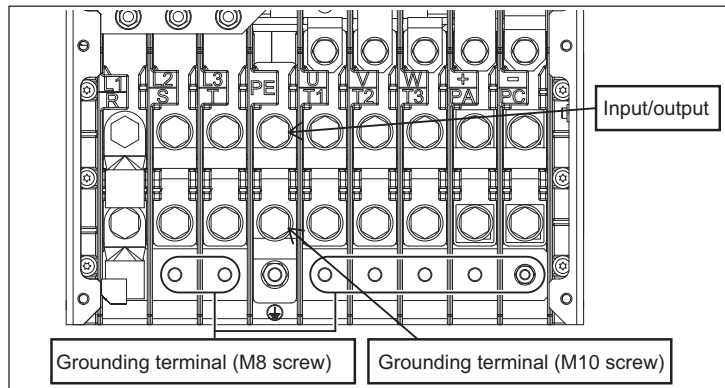 L1 L2 L3 PE U V W + -
R S T T1 T2 T3 PA PC
Input/output
Grounding terminal (M8 screw)
Grounding terminal (M10 screw)